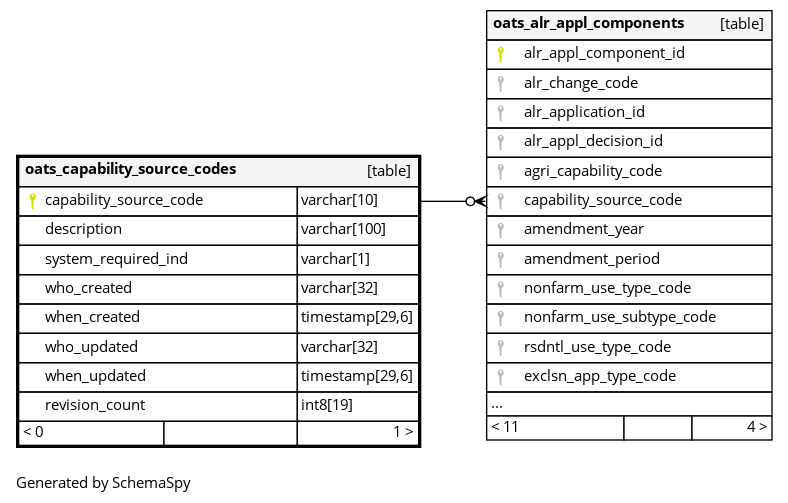 oats_capability_source_codes [table]
capability_source_code varchar[10]
description varchar[100]
system_required_ind varchar[1]
who_created varchar[32]
when_created timestamp[29,6]
who_updated varchar[32]
when_updated timestamp[29,6]
revision_count int8[19]
< 0 1 >
oats_alr_appl_components [table]
alr_appl_component_id
alr_change_code
alr_application_id
alr_appl_decision_id
agri_capability_code
capability_source_code
amendment_year
amendment_period
nonfarm_use_type_code
nonfarm_use_subtype_code
rsdntl_use_type_code
exclsn_app_type_code
...
< 11 4 >
Generated by SchemaSpy